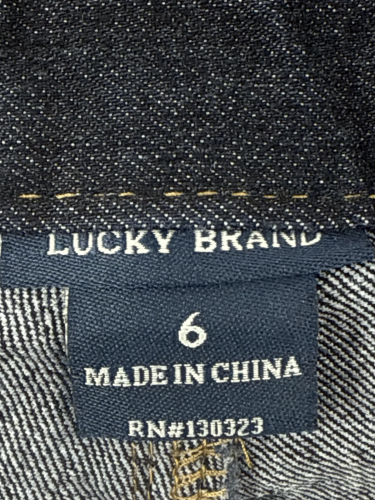 LUCKY BRAND
6
MADE IN CHINA
RN#130323